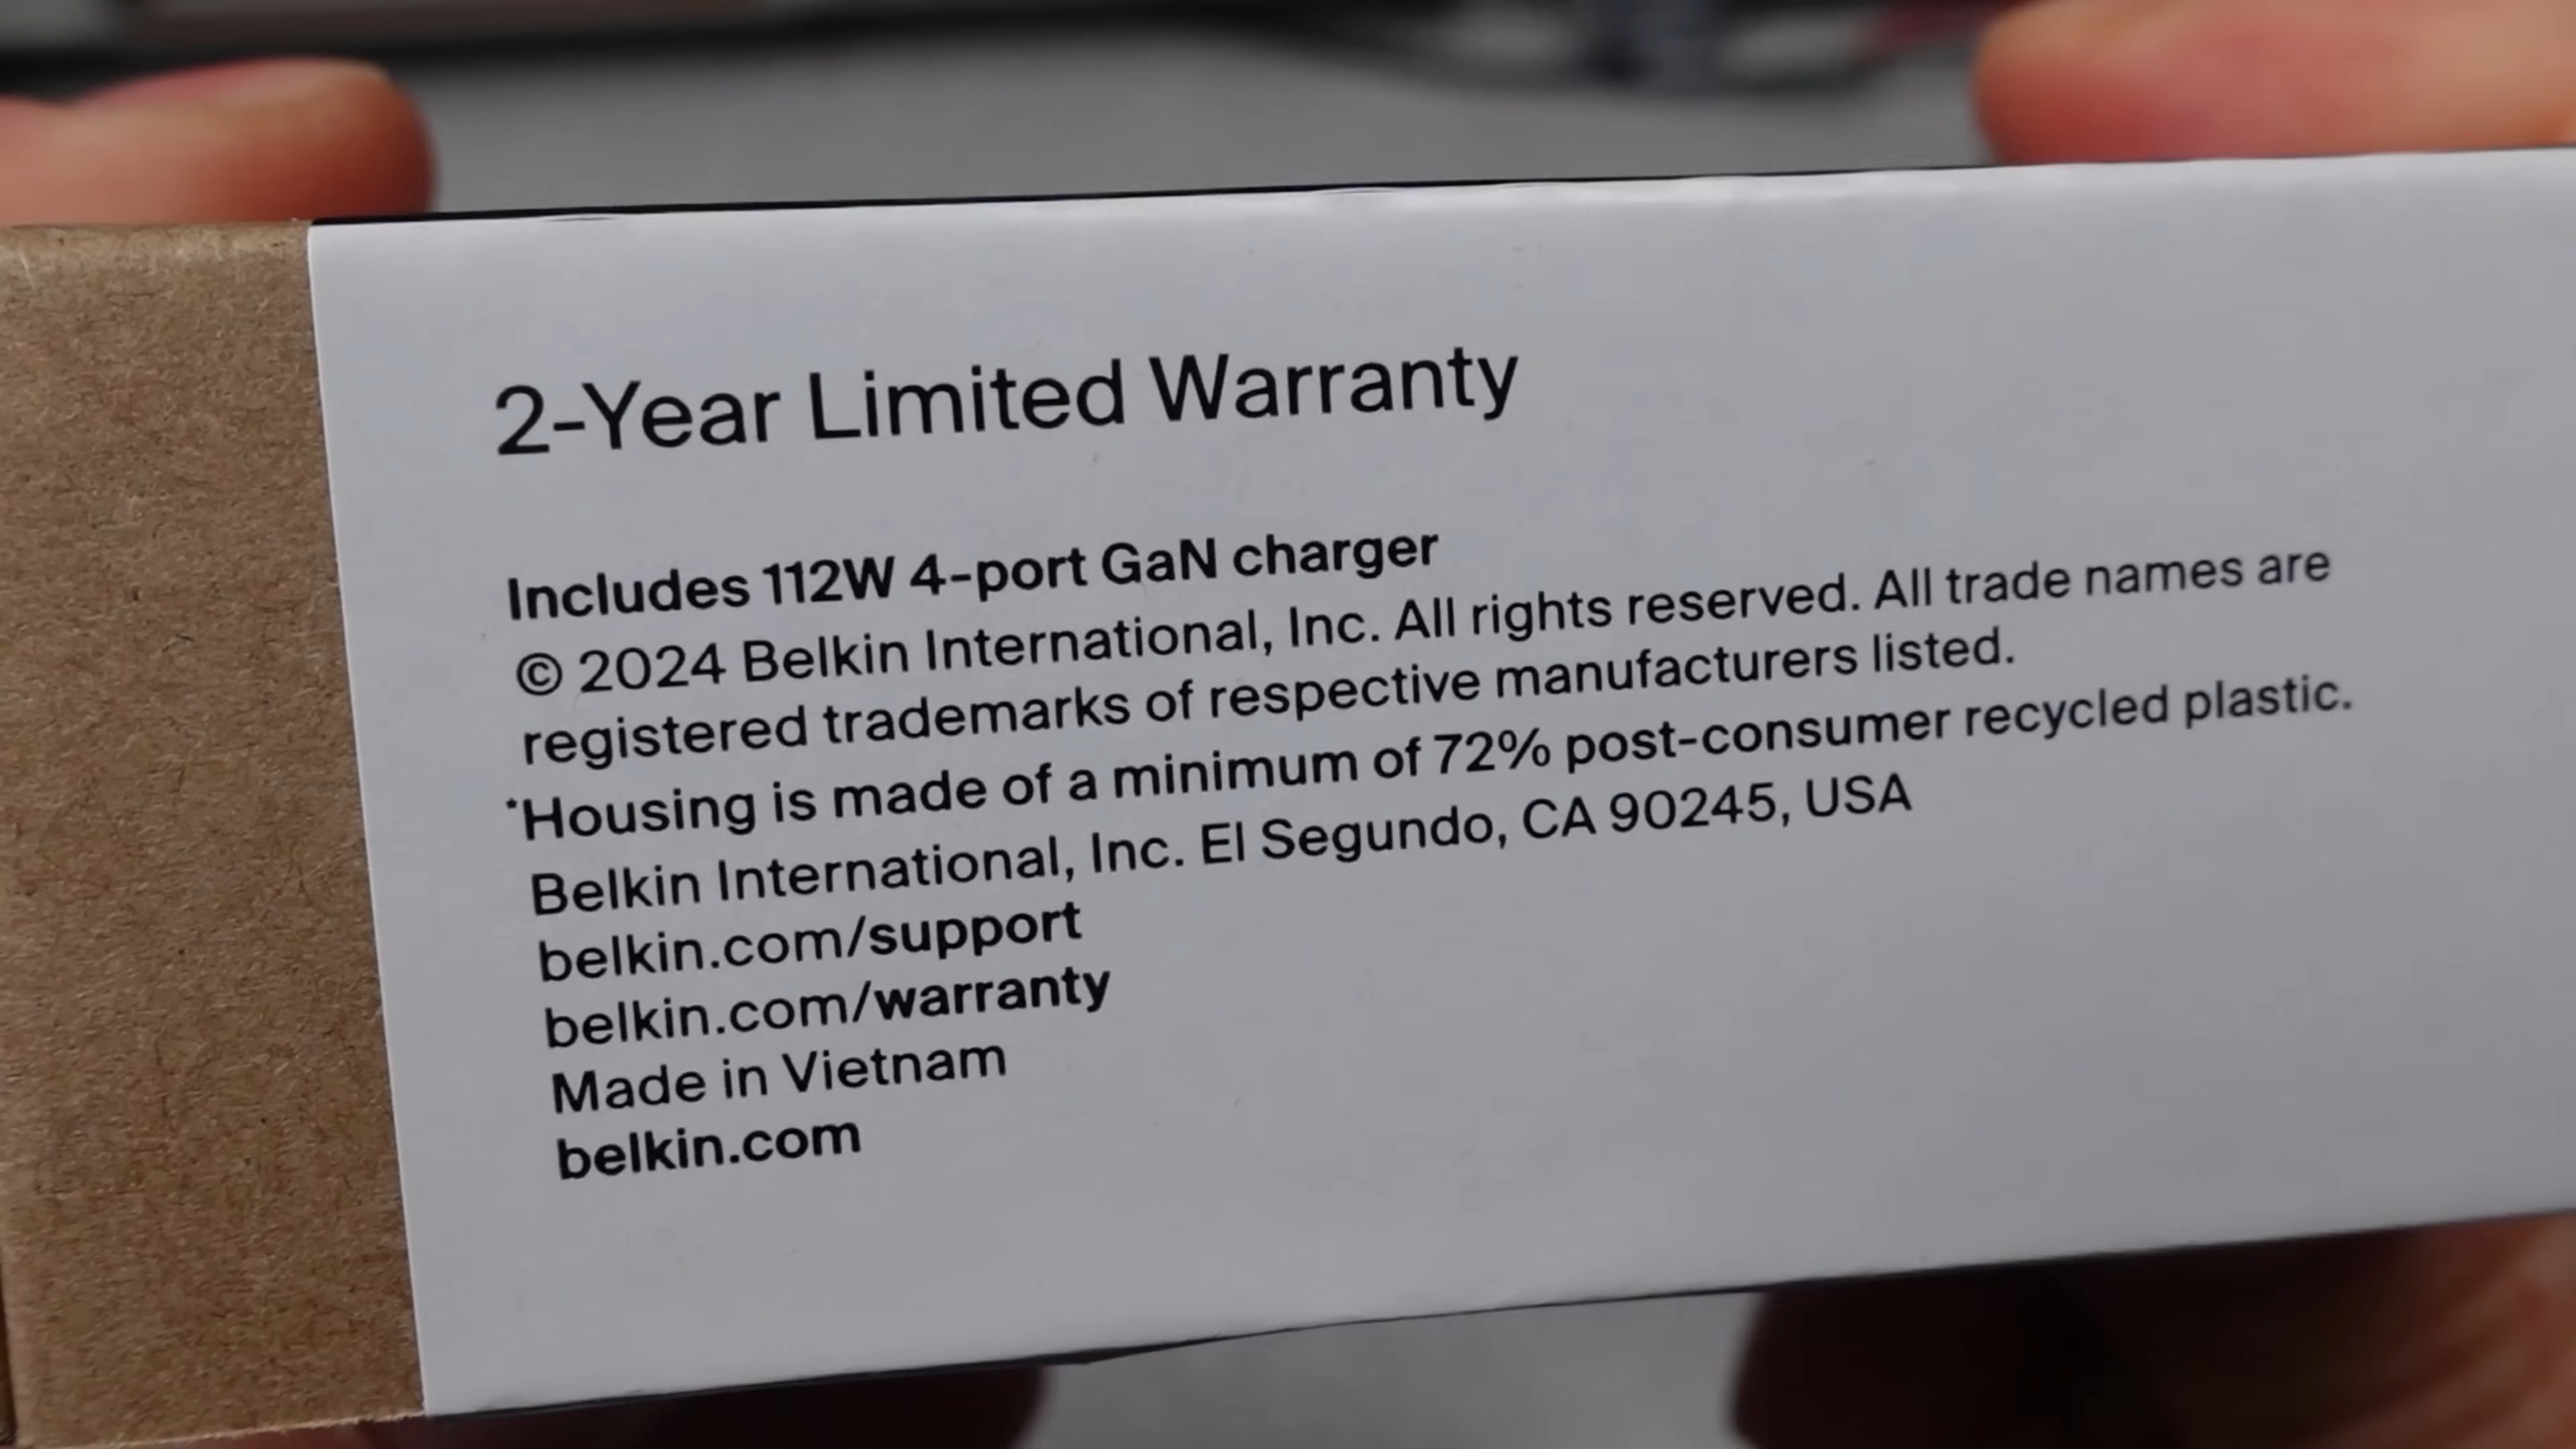 2-Year Limited Warranty
Includes 112W 4-port GaN charger
© 2024 Belkin International, Inc. All rights reserved. All trade names are
registered trademarks of respective manufacturers listed.
*Housing is made of a minimum of 72% post-consumer recycled plastic.
Belkin International, Inc. El Segundo, CA 90245, USA
belkin.com/support
belkin.com/warranty
Made in Vietnam
belkin.com